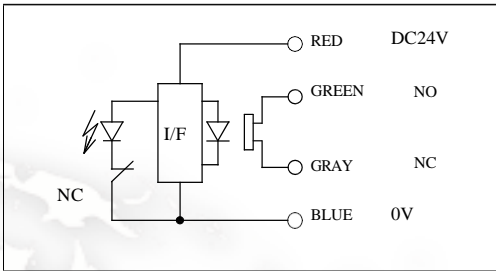 RED DC24V
GREEN NO
I/F
GRAY NC
NC
BLUE 0V